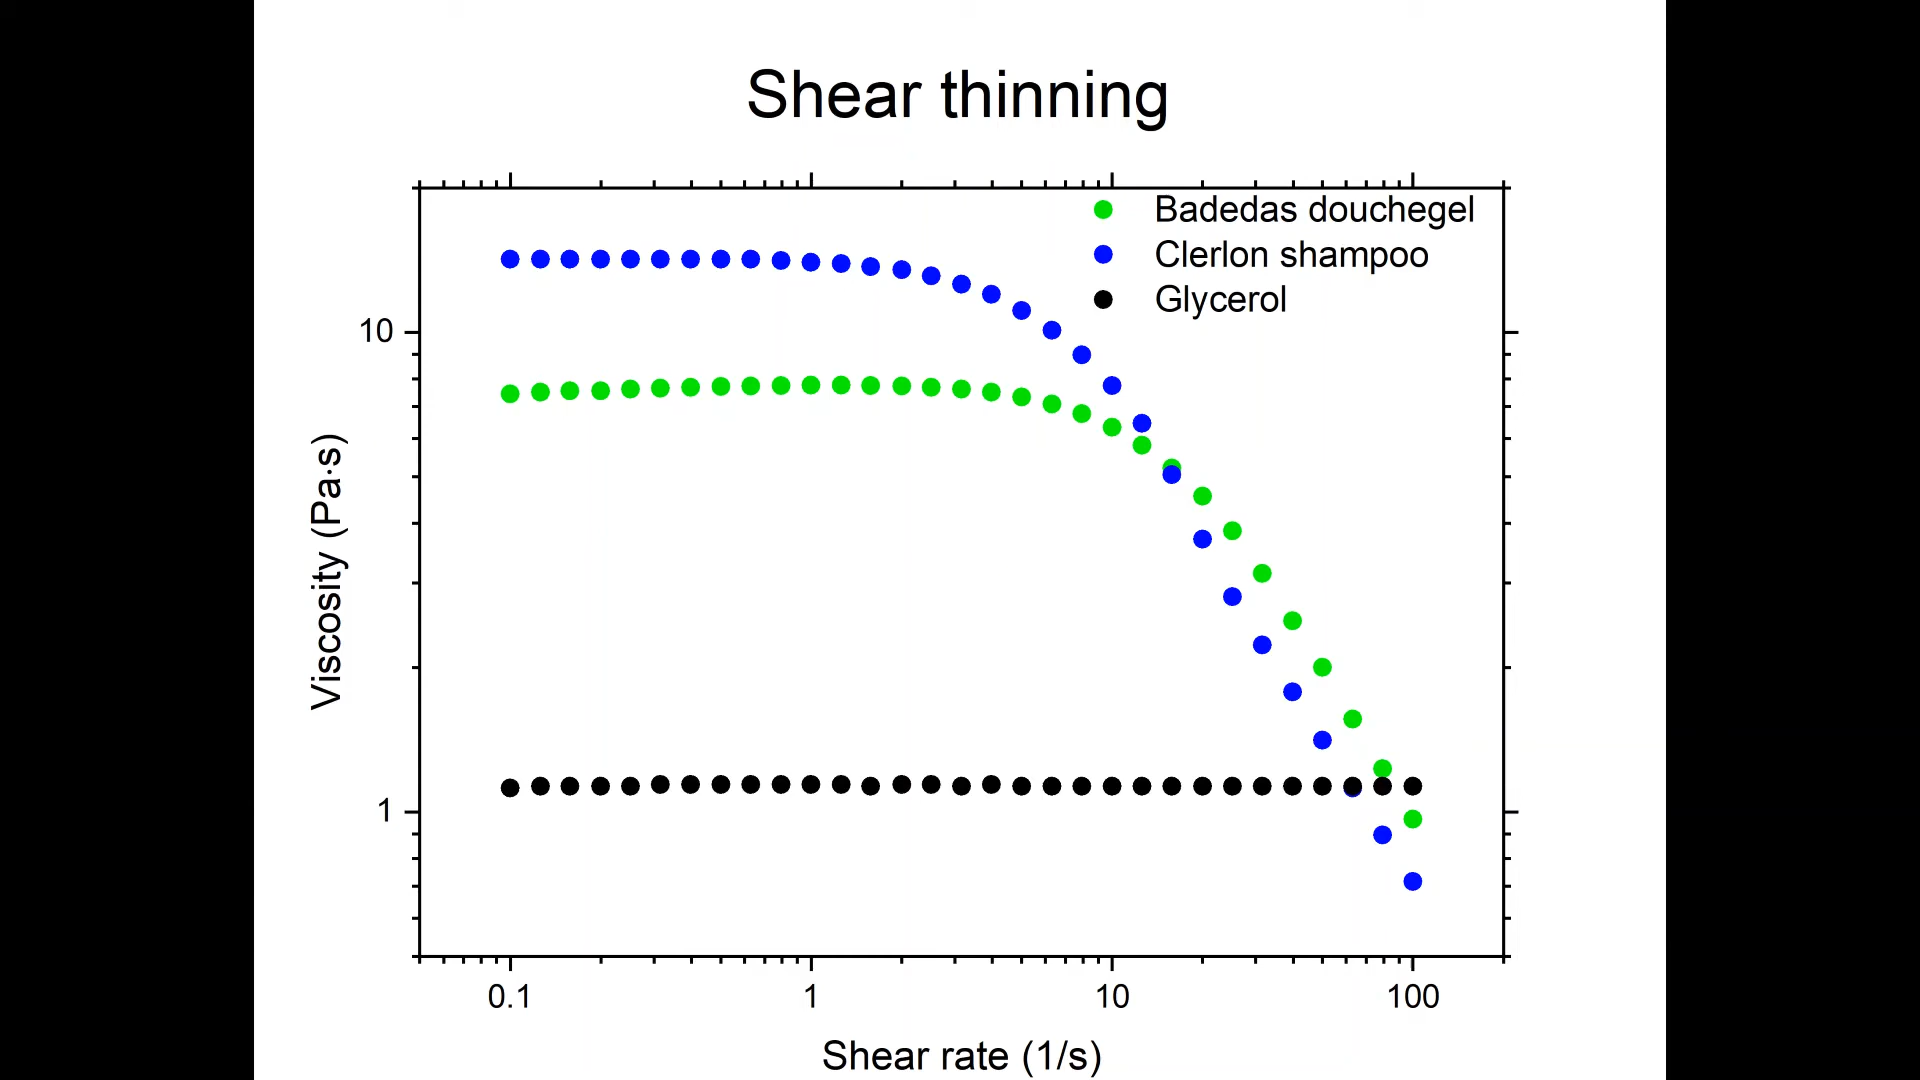 Shear thinning
Badedas douchegel
Clerlon shampoo
Glycerol
10
1
Viscosity (Pa·s)
0.1
1
10
100
Shear rate (1/s)